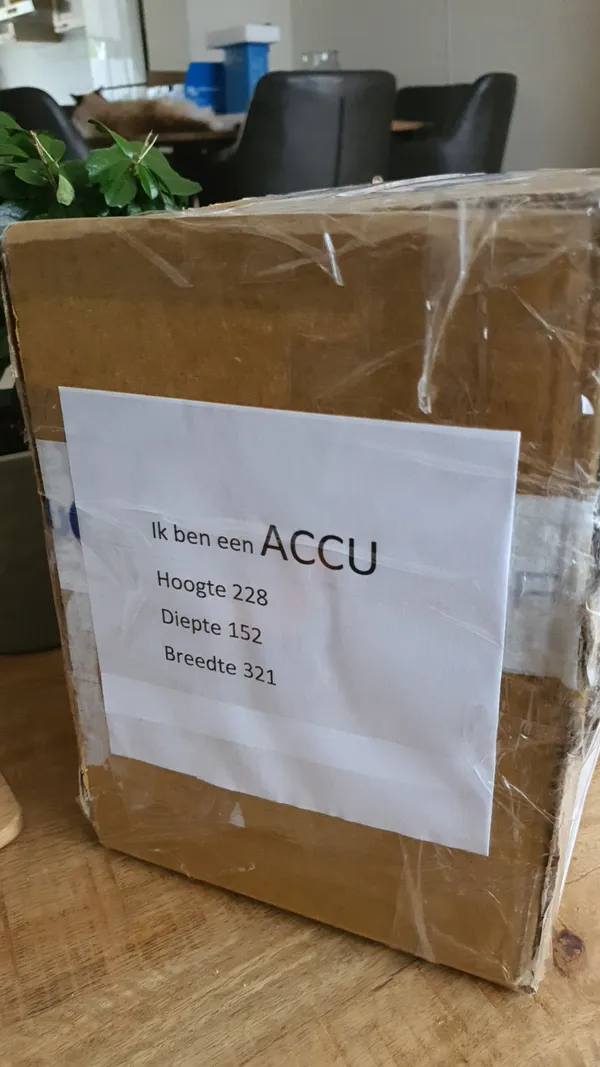 Ik ben een ACCU
Hoogte 228
Diepte 152
Breedte 321